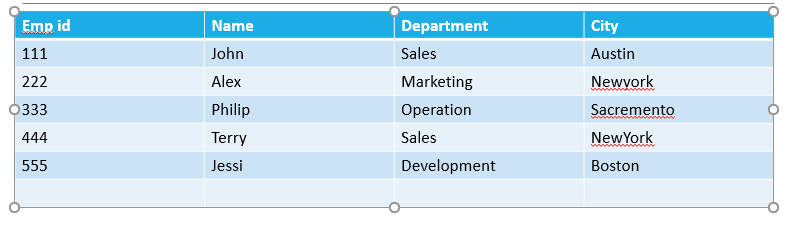 Emp id Name Department City
111 John Sales Austin
222 Alex Marketing Newyork
333 Philip Operation Sacremento
444 Terry Sales NewYork
555 Jessi Development Boston